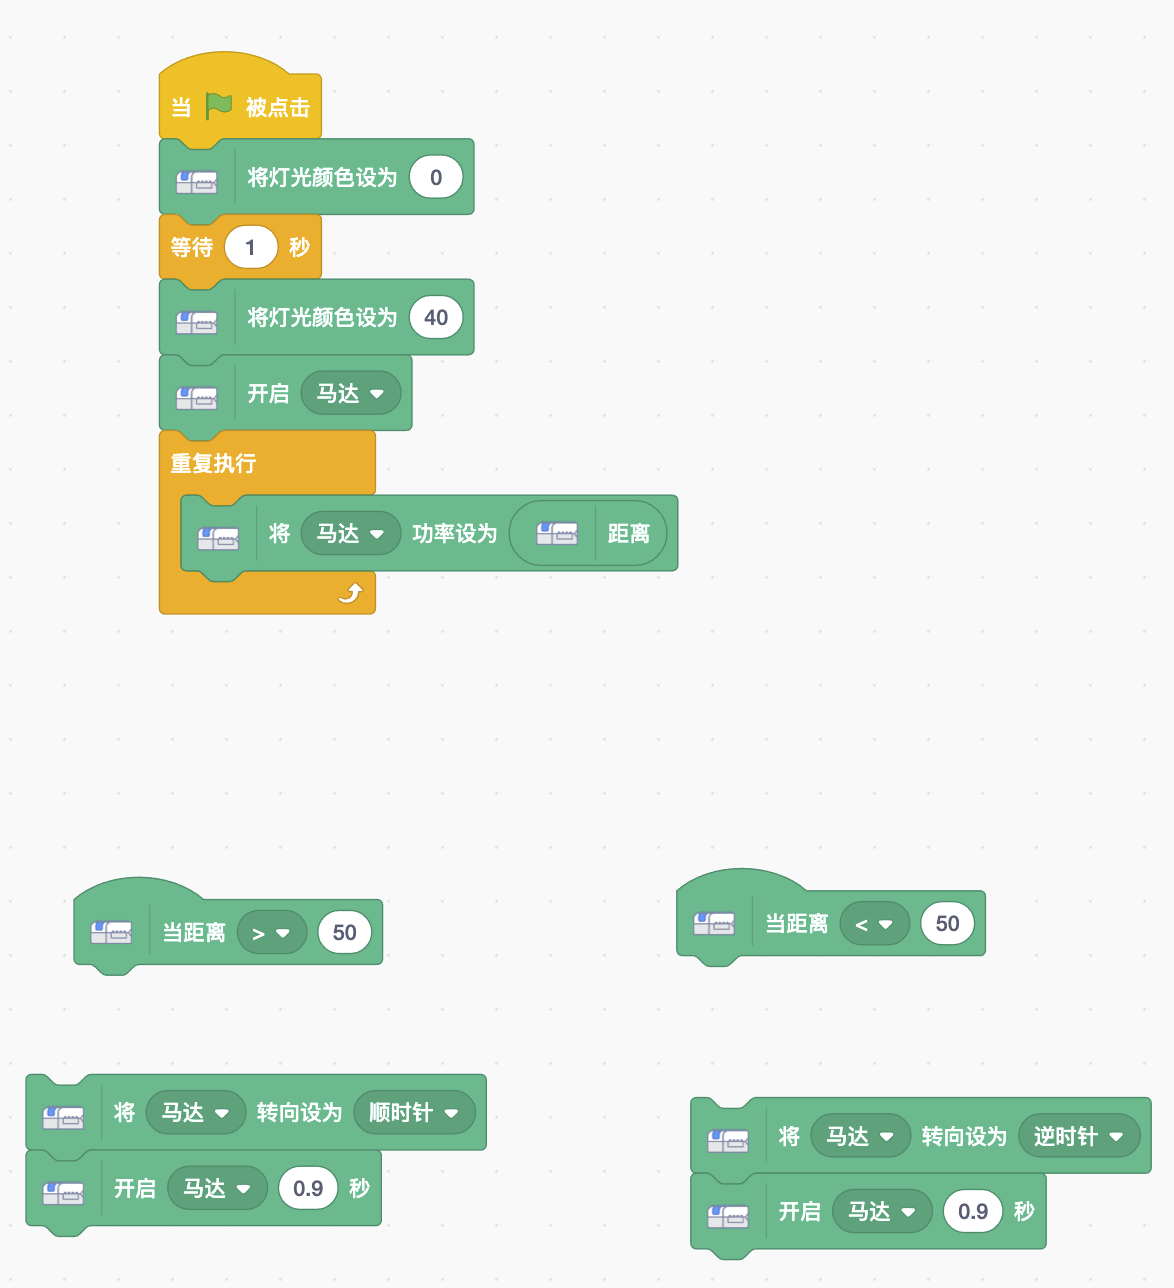 当 被点击
将灯光颜色设为 0
等待 1 秒
将灯光颜色设为 40
开启 马达
重复执行
将 马达 功率设为 距离
当距离 > 50
当距离 < 50
将 马达 转向设为 顺时针
开启 马达 0.9 秒
将 马达 转向设为 逆时针
开启 马达 0.9 秒